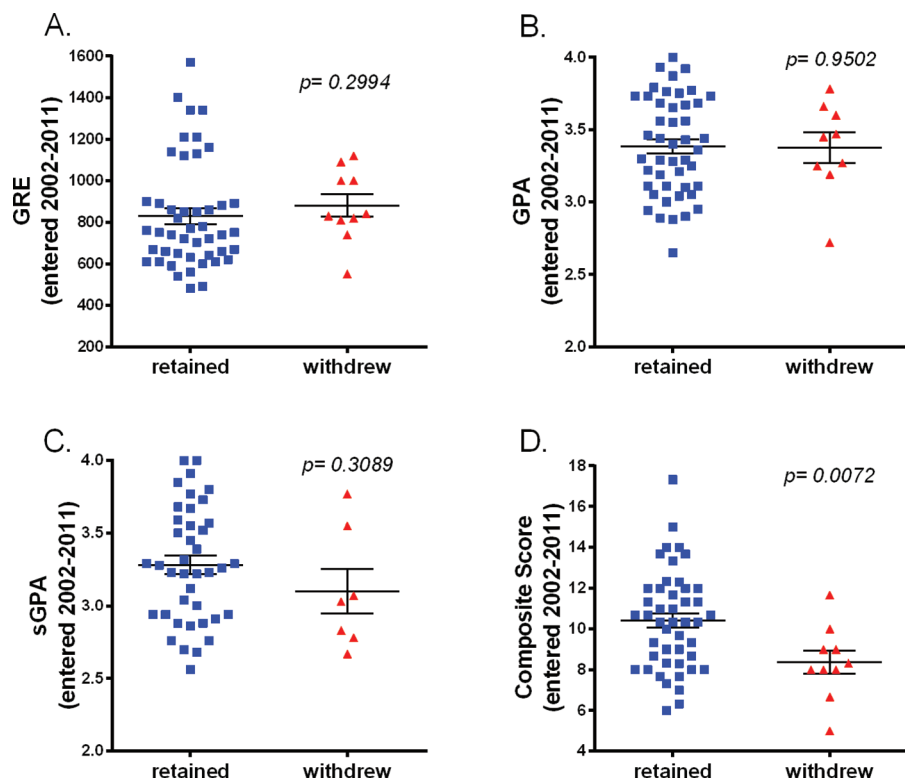 A.
GRE
(entered 2002-2011)
1600
1400
1200
1000
800
600
400
200
p= 0.2994
retained
withdrew
B.
GPA
(entered 2002-2011)
4.0
3.5
3.0
2.5
2.0
p= 0.9502
retained
withdrew
C.
sGPA
(entered 2002-2011)
4.0
3.5
3.0
2.5
2.0
p= 0.3089
retained
withdrew
D.
Composite Score
(entered 2002-2011)
18
16
14
12
10
8
6
4
p= 0.0072
retained
withdrew